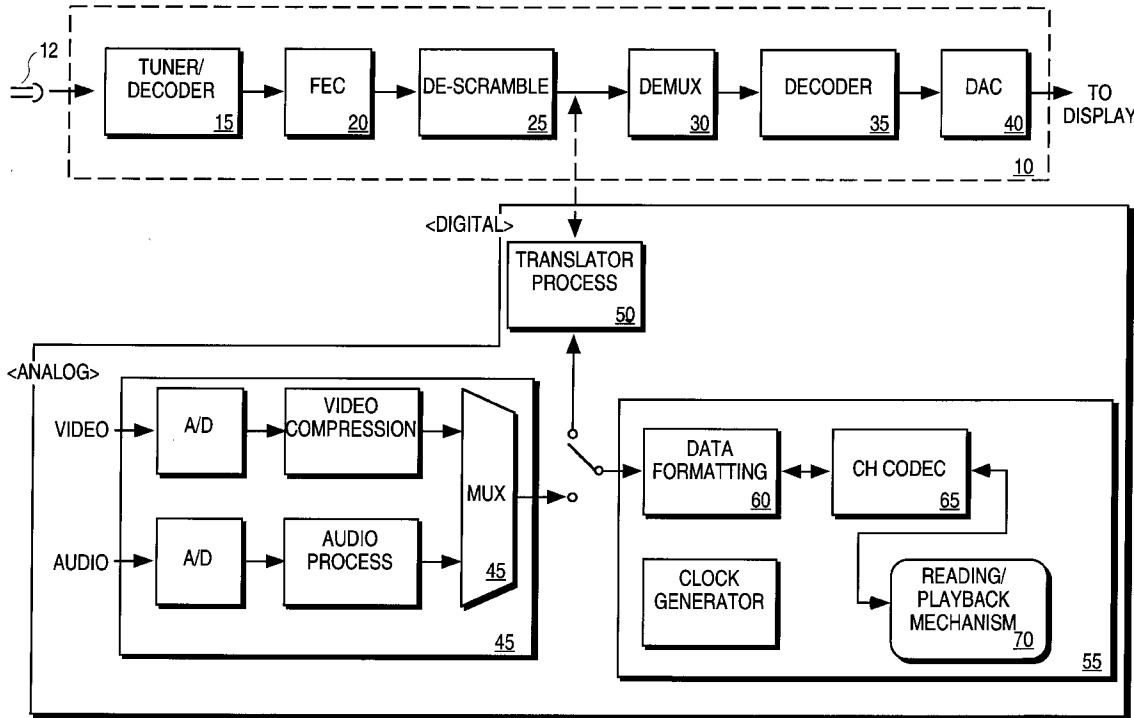 12
TUNER/
DECODER
15
FEC
20
DE-SCRAMBLE
25
DEMUX
30
DECODER
35
DAC
40
TO
DISPLAY
10
<DIGITAL>
TRANSLATOR
PROCESS
50
<ANALOG>
VIDEO
A/D
VIDEO
COMPRESSION
MUX
45
AUDIO
A/D
AUDIO
PROCESS
45
DATA
FORMATTING
60
CH CODEC
65
CLOCK
GENERATOR
READING/
PLAYBACK
MECHANISM
70
55